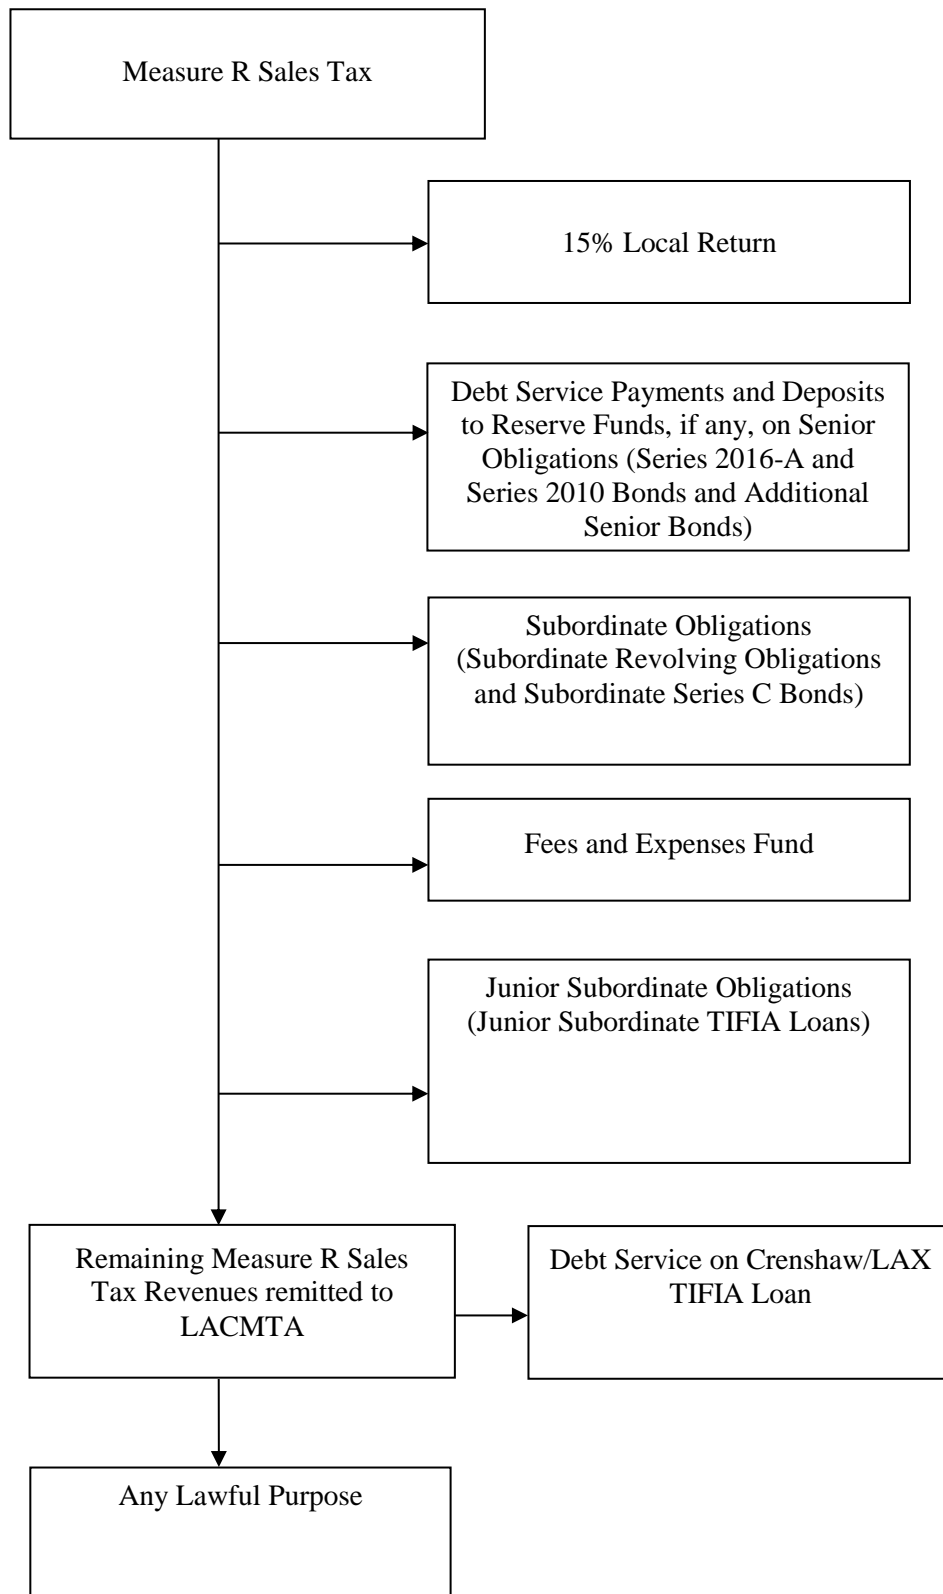 Measure R Sales Tax
15% Local Return
Debt Service Payments and Deposits
to Reserve Funds, if any, on Senior
Obligations (Series 2016-A and
Series 2010 Bonds and Additional
Senior Bonds)
Subordinate Obligations
(Subordinate Revolving Obligations
and Subordinate Series C Bonds)
Fees and Expenses Fund
Junior Subordinate Obligations
(Junior Subordinate TIFIA Loans)
Remaining Measure R Sales
Tax Revenues remitted to
LACMTA
Debt Service on Crenshaw/LAX
TIFIA Loan
Any Lawful Purpose